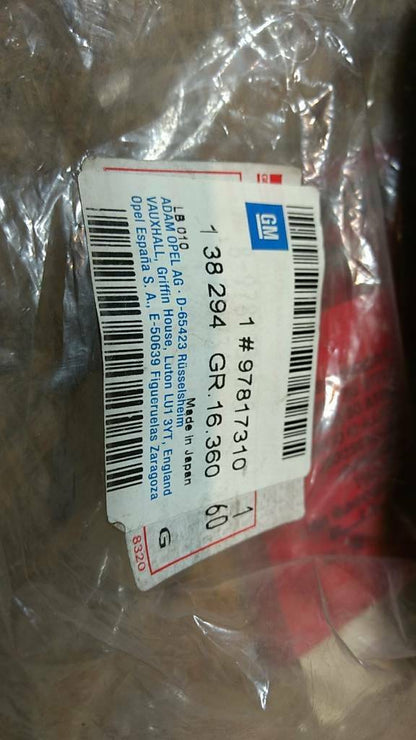 GM
1 # 97817310 1
1 38 294 GR. 16.360 60
Made in Japan
LB 010
ADAM OPEL AG · D-65423 Rüsselsheim
VAUXHALL, Griffin House, Luton LU1 3YT, England
Opel España S. A., E-50639 Figueruelas Zaragoza
G
8320